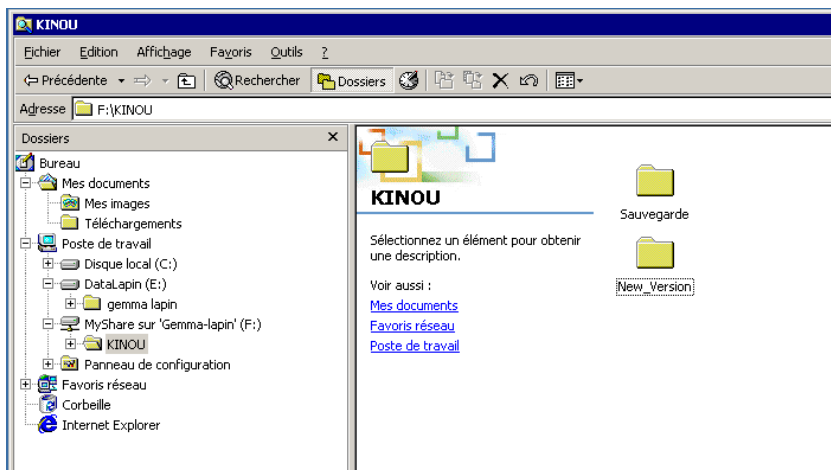 KINOU
Fichier Edition Affichage Favoris Outils ?
Précédente Rechercher Dossiers
Adresse F:\KINOU
Dossiers
Bureau
Mes documents
Mes images
Téléchargements
Poste de travail
Disque local (C:)
DataLapin (E:)
gemma lapin
MyShare sur 'Gemma-lapin' (F:)
KINOU
Panneau de configuration
Favoris réseau
Corbeille
Internet Explorer
KINOU
Sélectionnez un élément pour obtenir
une description.
Voir aussi :
Mes documents
Favoris réseau
Poste de travail
Sauvegarde
New_Version